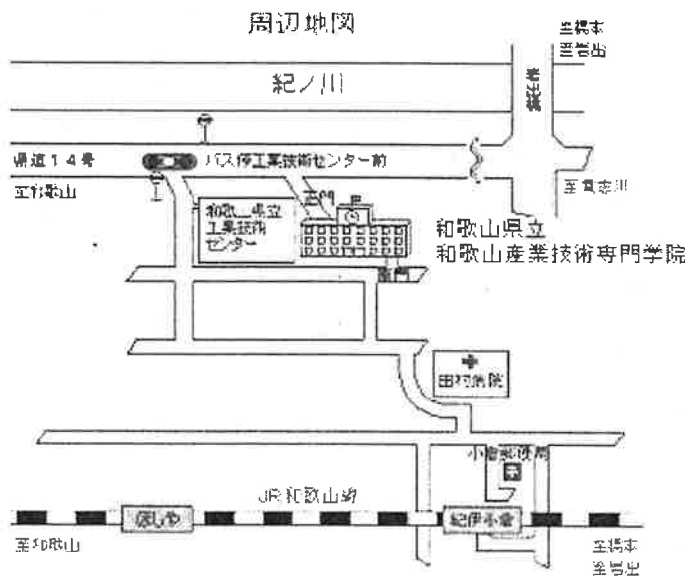 周辺地図
至橋本
至岩出
紀ノ川
県道14号
バス停工業技術センター前
至和歌山
至貴志川
正門
和歌山県立
工業技術
センター
和歌山県立
和歌山産業技術専門学院
田村病院
小倉郵便局
JR和歌山線
紀伊小倉
至和歌山
至橋本
至岩出